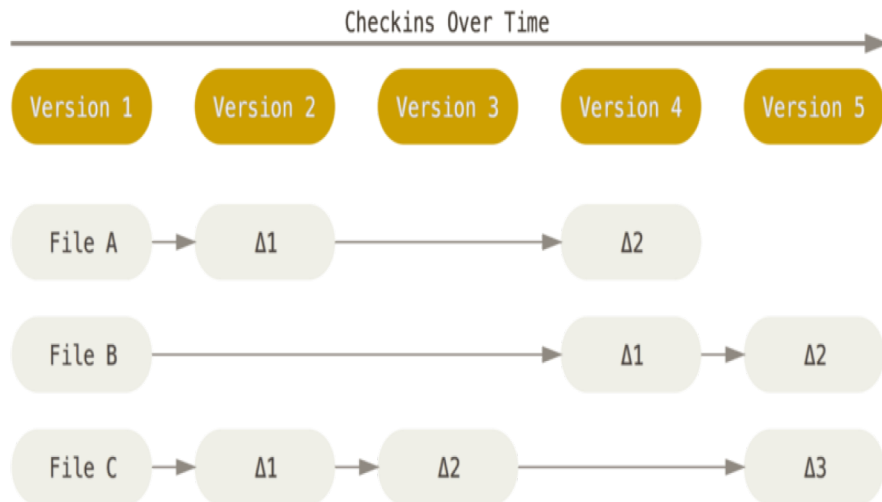 Checkins Over Time
Version 1 Version 2 Version 3 Version 4 Version 5
File A Δ1 Δ2
File B Δ1 Δ2
File C Δ1 Δ2 Δ3